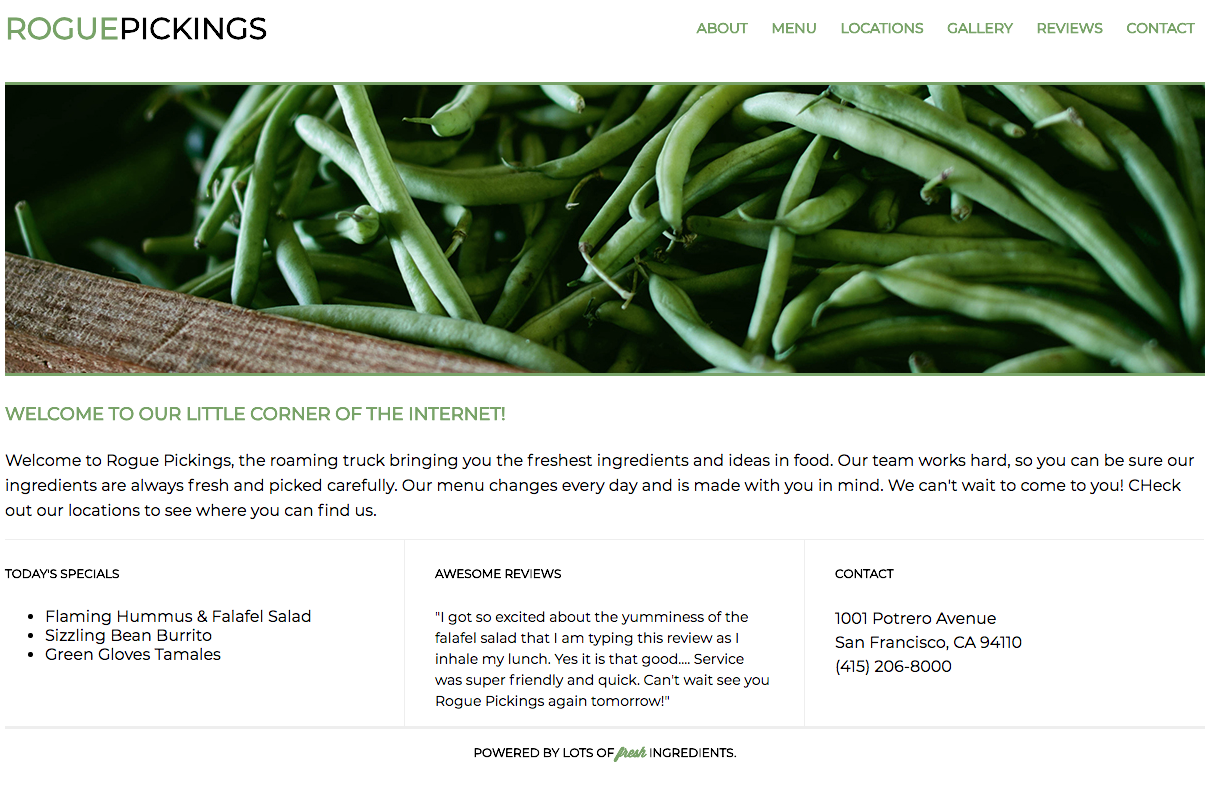 ROGUEPICKINGS
ABOUT MENU LOCATIONS GALLERY REVIEWS CONTACT
WELCOME TO OUR LITTLE CORNER OF THE INTERNET!
Welcome to Rogue Pickings, the roaming truck bringing you the freshest ingredients and ideas in food. Our team works hard, so you can be sure our
ingredients are always fresh and picked carefully. Our menu changes every day and is made with you in mind. We can't wait to come to you! CHeck
out our locations to see where you can find us.
TODAY'S SPECIALS
• Flaming Hummus & Falafel Salad
• Sizzling Bean Burrito
• Green Gloves Tamales
AWESOME REVIEWS
"I got so excited about the yumminess of the
falafel salad that I am typing this review as I
inhale my lunch. Yes it is that good.... Service
was super friendly and quick. Can't wait see you
Rogue Pickings again tomorrow!"
CONTACT
1001 Potrero Avenue
San Francisco, CA 94110
(415) 206-8000
POWERED BY LOTS OF fresh INGREDIENTS.